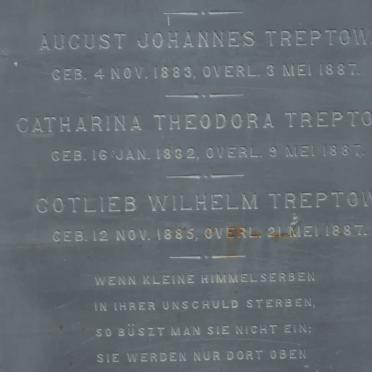 AUGUST JOHANNES TREPTOW
GEB. 4 NOV. 1883, OVERL. 3 MEI 1887.
CATHARINA THEODORA TREPTO
GEB. 16 JAN. 1882, OVERL. 9 MEI 1887.
GOTLIEB WILHELM TREPTOW
GEB. 12 NOV. 1885, OVERL. 21 MEI 1887.
WENN KLEINE HIMMELSERBEN
IN IHRER UNSCHULD STERBEN,
SO BÜSZT MAN SIE NICHT EIN;
SIE WERDEN NUR DORT OBEN